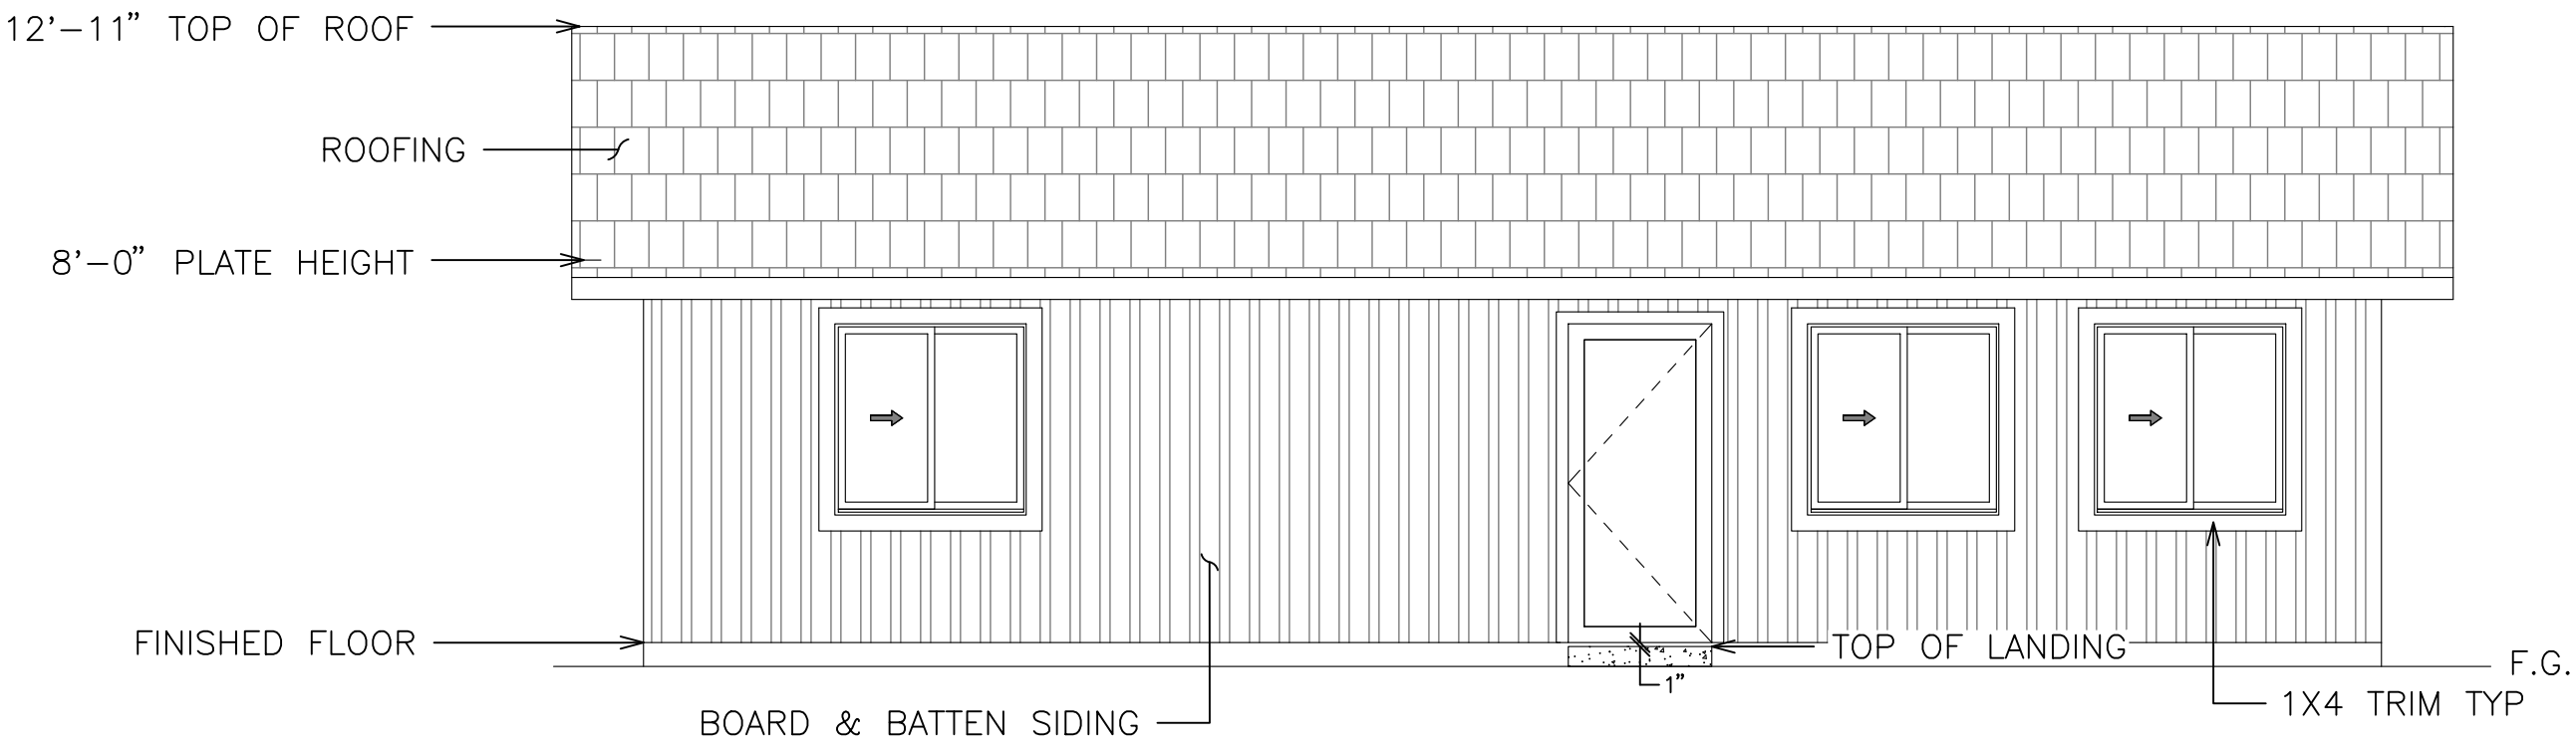 12'-11" TOP OF ROOF
ROOFING
8'-0" PLATE HEIGHT
FINISHED FLOOR
TOP OF LANDING
F.G.
1"
1X4 TRIM TYP
BOARD & BATTEN SIDING